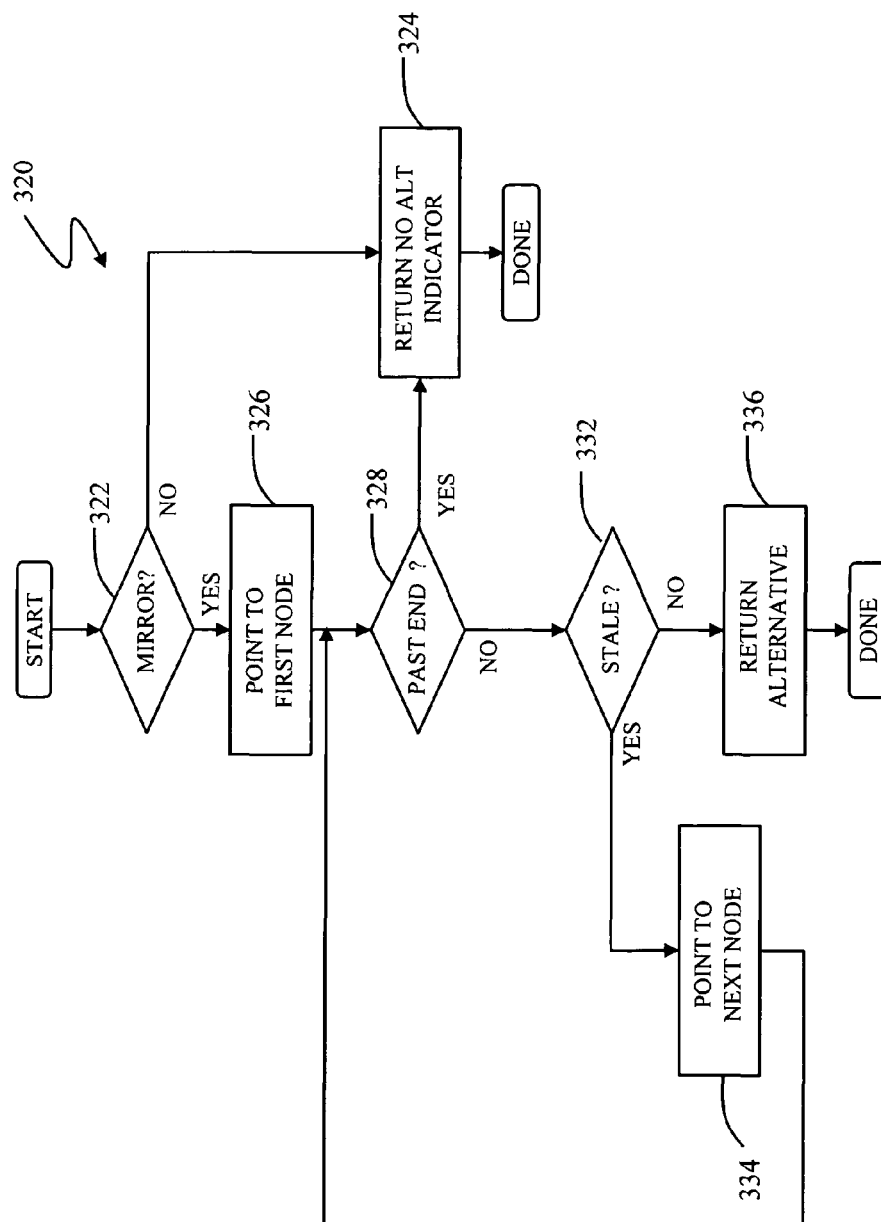 320
START
322
MIRROR?
NO
YES
326
POINT TO
FIRST NODE
324
RETURN NO ALT
INDICATOR
DONE
328
PAST END ?
YES
NO
332
STALE ?
YES
NO
334
POINT TO
NEXT NODE
336
RETURN
ALTERNATIVE
DONE